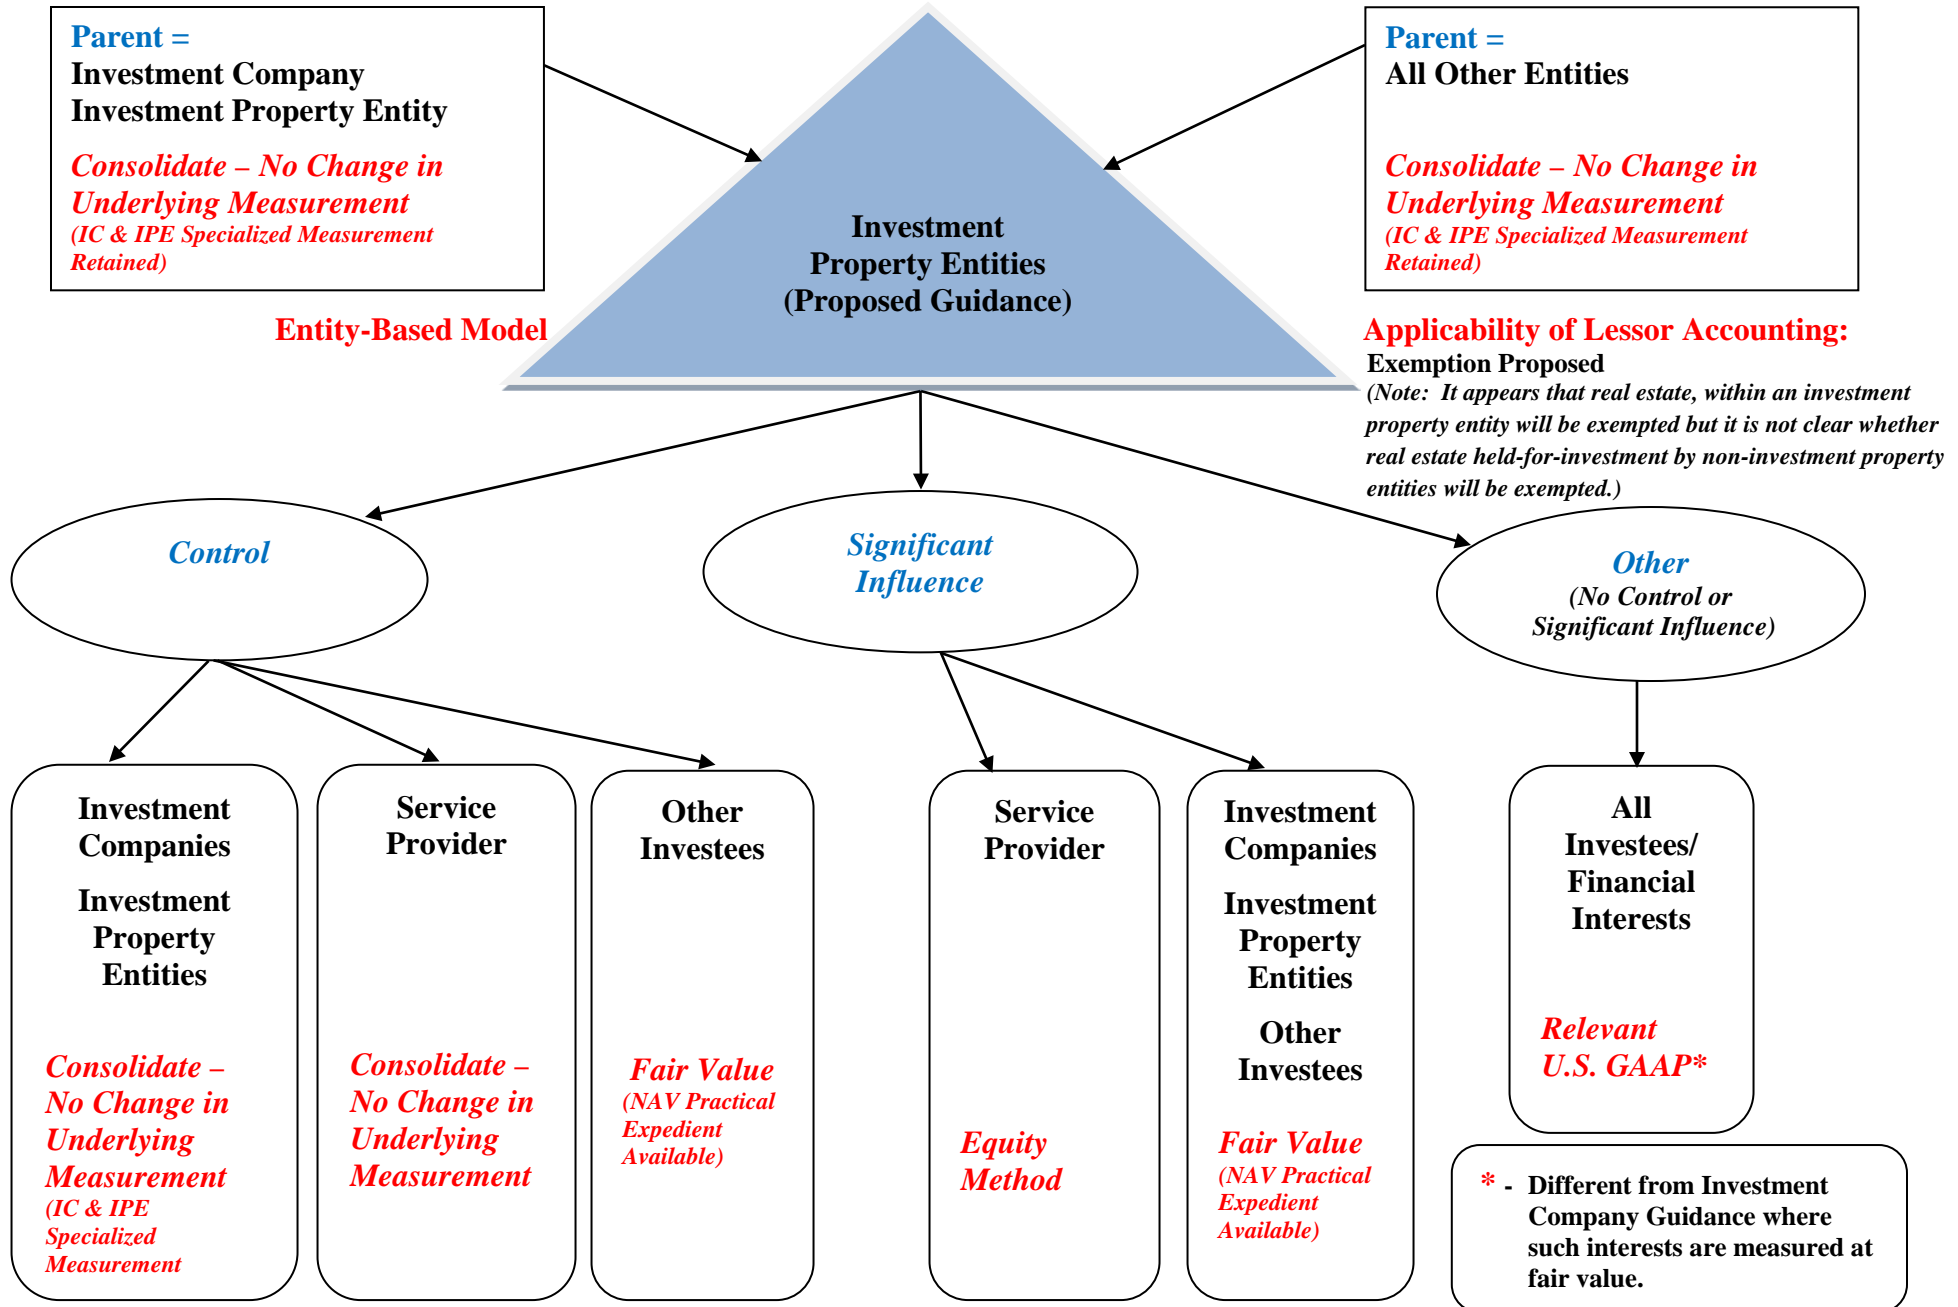 Parent =
Investment Company
Investment Property Entity
Consolidate – No Change in
Underlying Measurement
(IC & IPE Specialized Measurement
Retained)
Investment
Property Entities
(Proposed Guidance)
Parent =
All Other Entities
Consolidate – No Change in
Underlying Measurement
(IC & IPE Specialized Measurement
Retained)
Entity-Based Model
Applicability of Lessor Accounting:
Exemption Proposed
(Note: It appears that real estate, within an investment
property entity will be exempted but it is not clear whether
real estate held-for-investment by non-investment property
entities will be exempted.)
Control
Significant
Influence
Other
(No Control or
Significant Influence)
Investment
Companies
Investment
Property
Entities
Consolidate –
No Change in
Underlying
Measurement
(IC & IPE
Specialized
Measurement
Service
Provider
Consolidate –
No Change in
Underlying
Measurement
Other
Investees
Fair Value
(NAV Practical
Expedient
Available)
Service
Provider
Equity
Method
Investment
Companies
Investment
Property
Entities
Other
Investees
Fair Value
(NAV Practical
Expedient
Available)
All
Investees/
Financial
Interests
Relevant
U.S. GAAP*
* - Different from Investment
Company Guidance where
such interests are measured at
fair value.